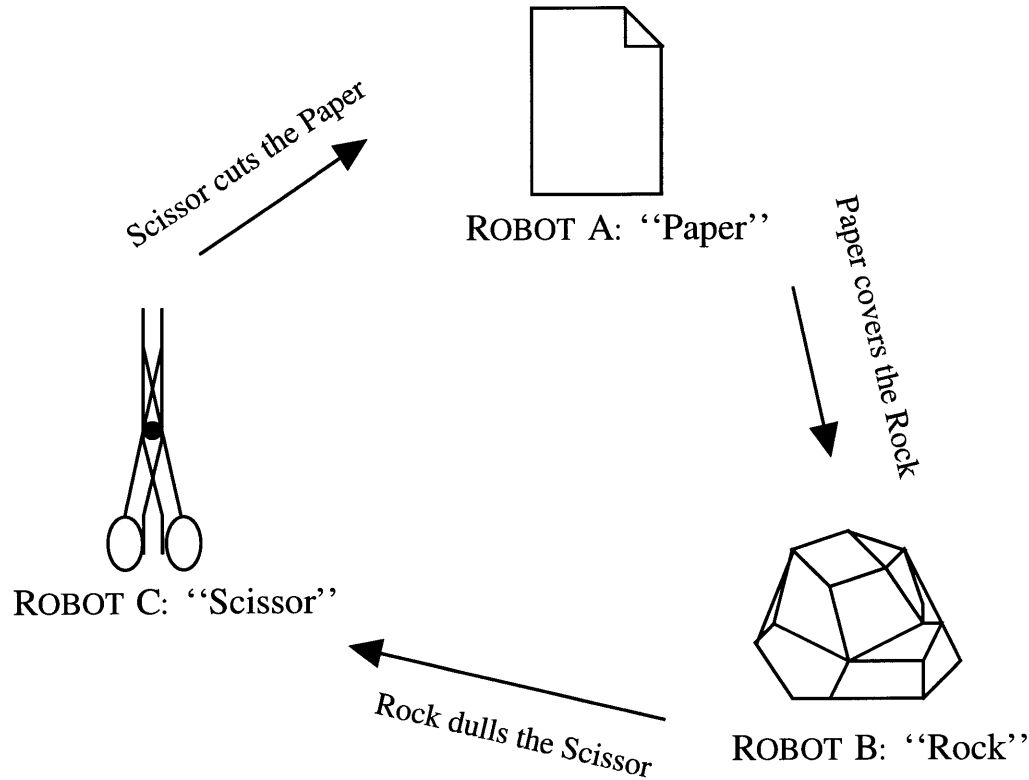 Scissor cuts the Paper
ROBOT A: “Paper”
Paper covers the Rock
ROBOT C: “Scissor”
Rock dulls the Scissor
ROBOT B: “Rock”